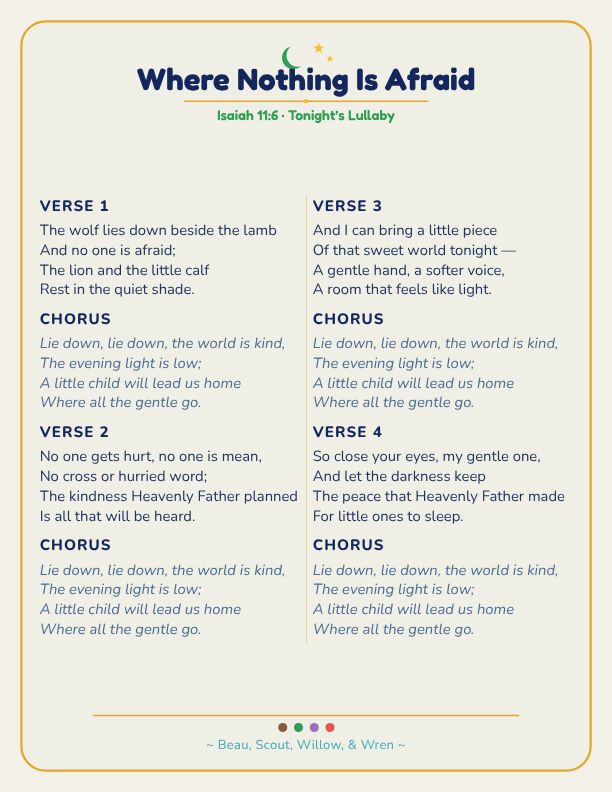 Where Nothing Is Afraid
Isaiah 11:6 · Tonight's Lullaby
VERSE 1
The wolf lies down beside the lamb
And no one is afraid;
The lion and the little calf
Rest in the quiet shade.
CHORUS
Lie down, lie down, the world is kind,
The evening light is low;
A little child will lead us home
Where all the gentle go.
VERSE 2
No one gets hurt, no one is mean,
No cross or hurried word;
The kindness Heavenly Father planned
Is all that will be heard.
CHORUS
Lie down, lie down, the world is kind,
The evening light is low;
A little child will lead us home
Where all the gentle go.
VERSE 3
And I can bring a little piece
Of that sweet world tonight —
A gentle hand, a softer voice,
A room that feels like light.
CHORUS
Lie down, lie down, the world is kind,
The evening light is low;
A little child will lead us home
Where all the gentle go.
VERSE 4
So close your eyes, my gentle one,
And let the darkness keep
The peace that Heavenly Father made
For little ones to sleep.
CHORUS
Lie down, lie down, the world is kind,
The evening light is low;
A little child will lead us home
Where all the gentle go.
~ Beau, Scout, Willow, & Wren ~